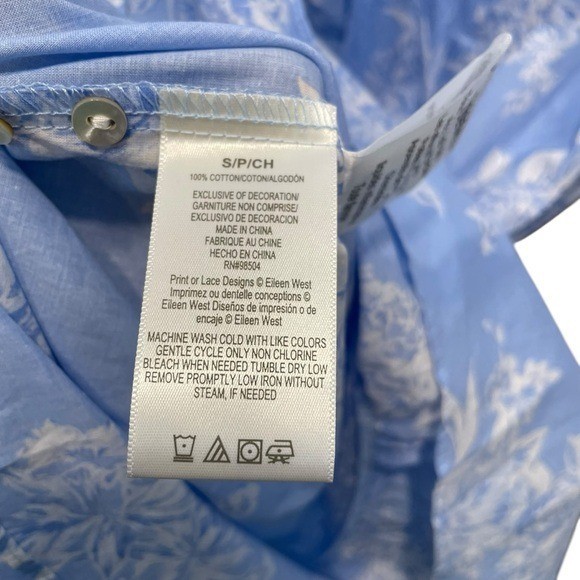 S/P/CH
100% COTTON/COTON/ALGODÓN
EXCLUSIVE OF DECORATION/
GARNITURE NON COMPRISE/
EXCLUSIVO DE DECORACION
MADE IN CHINA
FABRIQUE AU CHINE
HECHO EN CHINA
RN#98504
Print or Lace Designs © Eileen West
Imprimez ou dentelle conceptions ©
Eileen West Diseños de impresión o de
encaje © Eileen West
MACHINE WASH COLD WITH LIKE COLORS
GENTLE CYCLE ONLY NON CHLORINE
BLEACH WHEN NEEDED TUMBLE DRY LOW
REMOVE PROMPTLY LOW IRON WITHOUT
STEAM, IF NEEDED